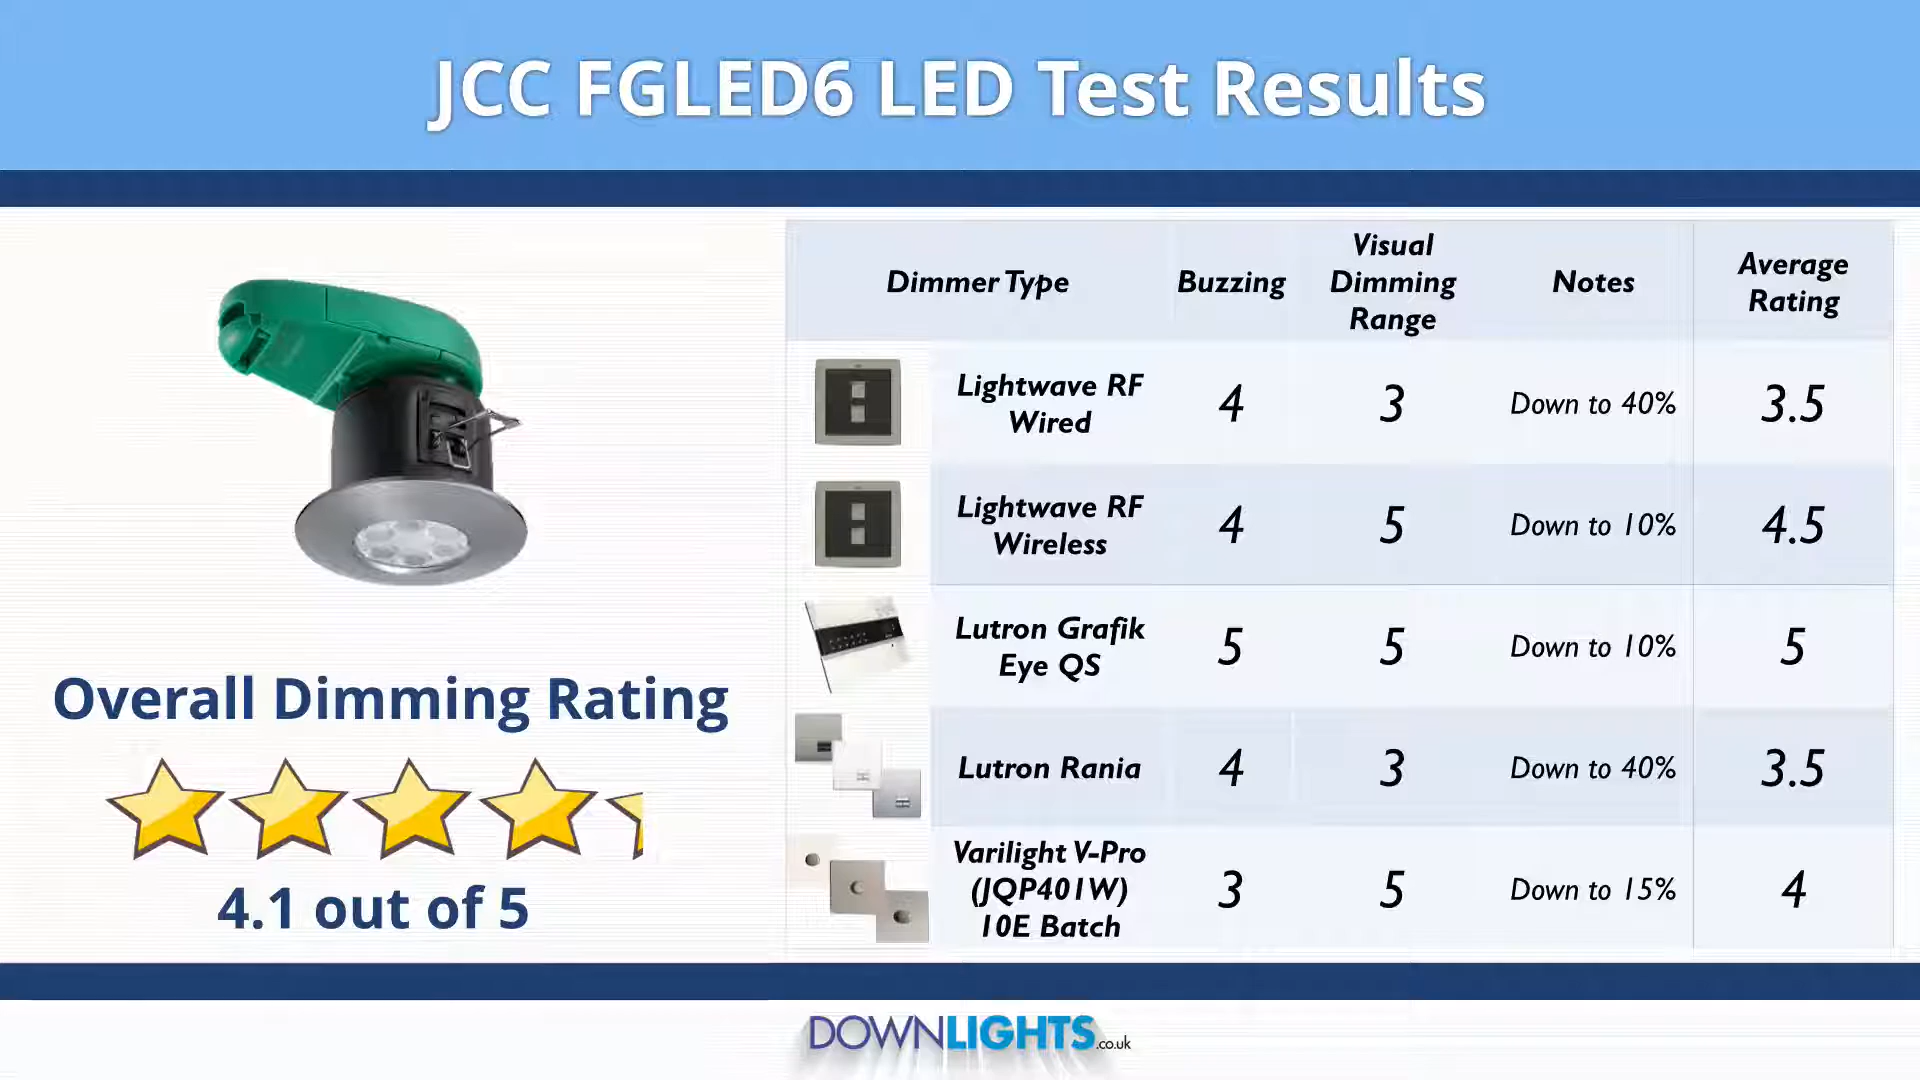 JCC FGLED6 LED Test Results
Dimmer Type
Buzzing
Visual
Dimming
Range
Notes
Average
Rating
Lightwave RF
Wired
4
3
Down to 40%
3.5
Lightwave RF
Wireless
4
5
Down to 10%
4.5
Lutron Grafik
Eye QS
5
5
Down to 10%
5
Lutron Rania
4
3
Down to 40%
3.5
Varilight V-Pro
(JQP401W)
10E Batch
3
5
Down to 15%
4
Overall Dimming Rating
4.1 out of 5
DOWNLIGHTS.co.uk